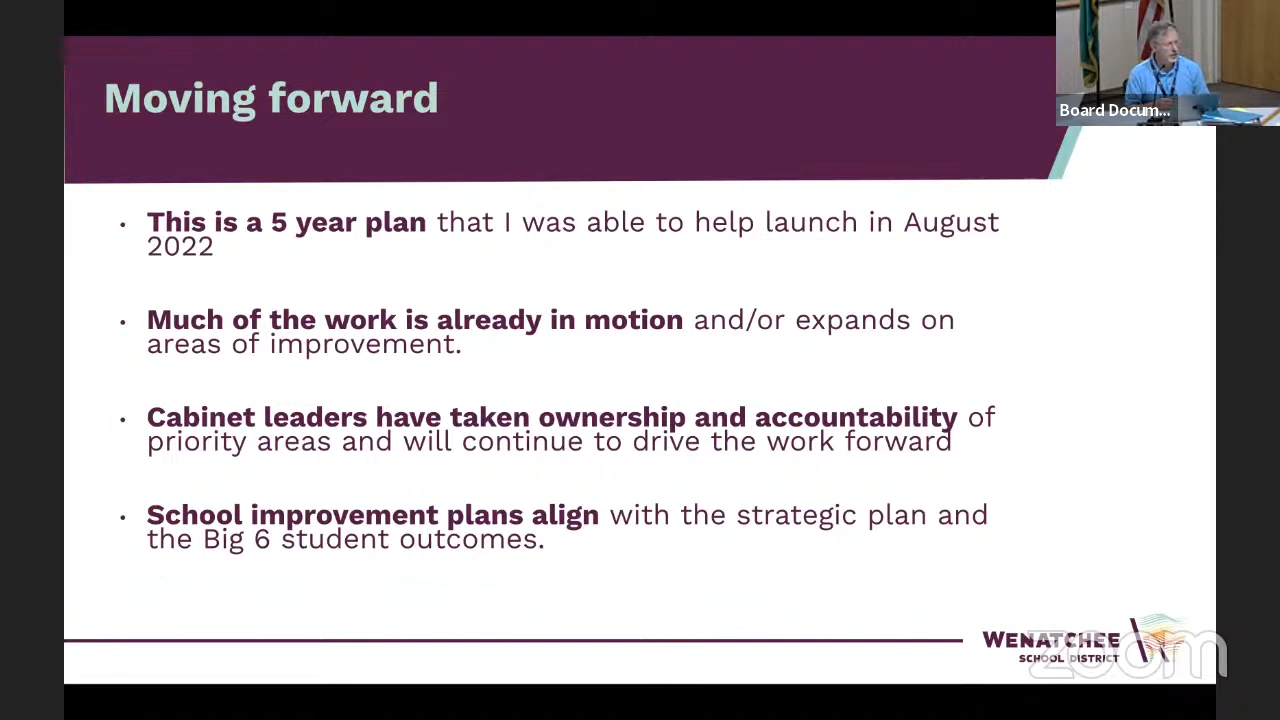 Moving forward
Board Docum...
• This is a 5 year plan that I was able to help launch in August
2022
• Much of the work is already in motion and/or expands on
areas of improvement.
• Cabinet leaders have taken ownership and accountability of
priority areas and will continue to drive the work forward
• School improvement plans align with the strategic plan and
the Big 6 student outcomes.
WENATCHEE
SCHOOL DISTRICT
zoom